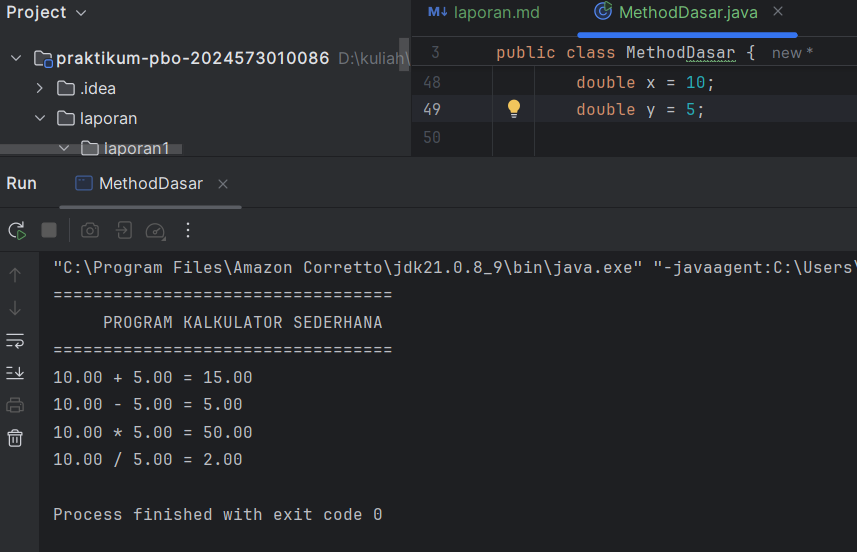 Project
praktikum-pbo-2024573010086 D:\kuliah\
.idea
laporan
laporan1
M↓ laporan.md
MethodDasar.java
3 public class MethodDasar { new *
48 double x = 10;
49 double y = 5;
50
Run MethodDasar
"C:\Program Files\Amazon Corretto\jdk21.0.8_9\bin\java.exe" "-javaagent:C:\Users\
==================================
PROGRAM KALKULATOR SEDERHANA
==================================
10.00 + 5.00 = 15.00
10.00 - 5.00 = 5.00
10.00 * 5.00 = 50.00
10.00 / 5.00 = 2.00
Process finished with exit code 0